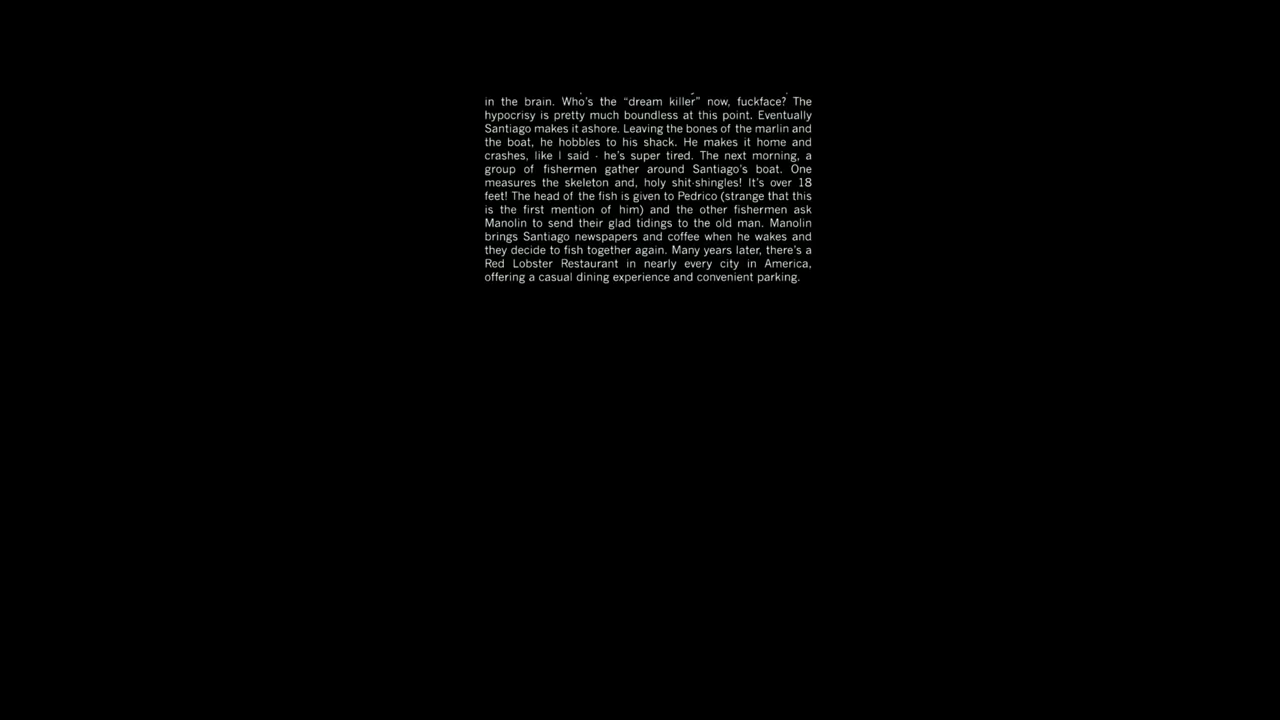 in the brain. Who's the “dream killer” now, fuckface? The
hypocrisy is pretty much boundless at this point. Eventually
Santiago makes it ashore. Leaving the bones of the marlin and
the boat, he hobbles to his shack. He makes it home and
crashes, like I said - he's super tired. The next morning, a
group of fishermen gather around Santiago's boat. One
measures the skeleton and, holy shit-shingles! It's over 18
feet! The head of the fish is given to Pedrico (strange that this
is the first mention of him) and the other fishermen ask
Manolin to send their glad tidings to the old man. Manolin
brings Santiago newspapers and coffee when he wakes and
they decide to fish together again. Many years later, there's a
Red Lobster Restaurant in nearly every city in America,
offering a casual dining experience and convenient parking.